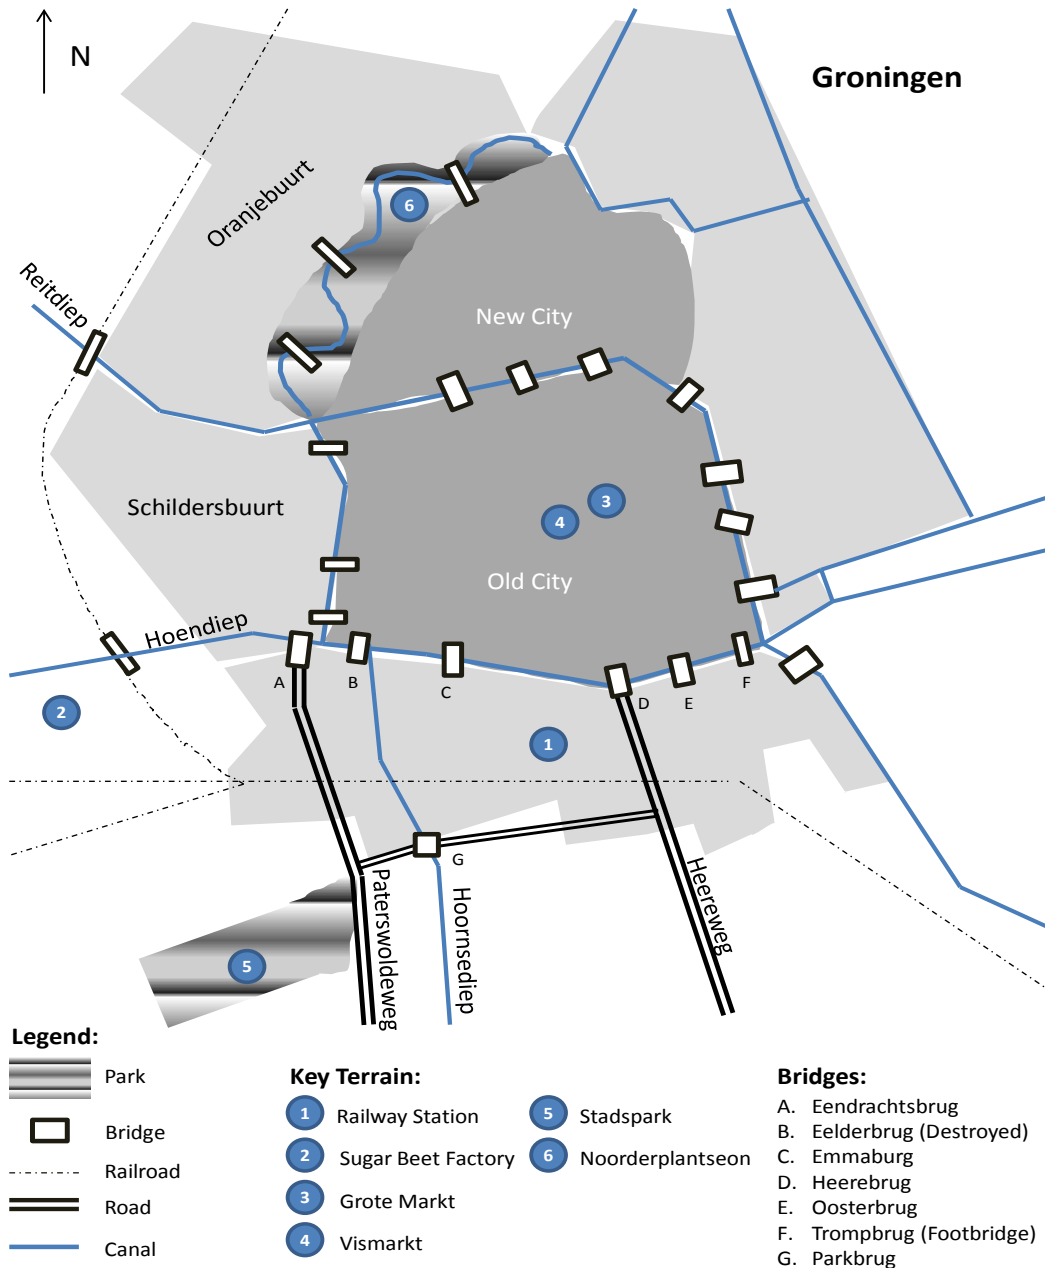 N
Groningen
Oranjebuurt
6
Reitdiep
New City
Schildersbuurt
3
4
Old City
Hoendiep
A
B
C
D
E
F
2
1
G
Paterswoldeweg
Hoornsediep
Heereweg
5
Legend:
Park
Bridge
Railroad
Road
Canal
Key Terrain:
1 Railway Station
2 Sugar Beet Factory
3 Grote Markt
4 Vismarkt
5 Stadspark
6 Noorderplantseon
Bridges:
A. Eendrachtsbrug
B. Eelderbrug (Destroyed)
C. Emmaburg
D. Heerebrug
E. Oosterbrug
F. Trompbrug (Footbridge)
G. Parkbrug